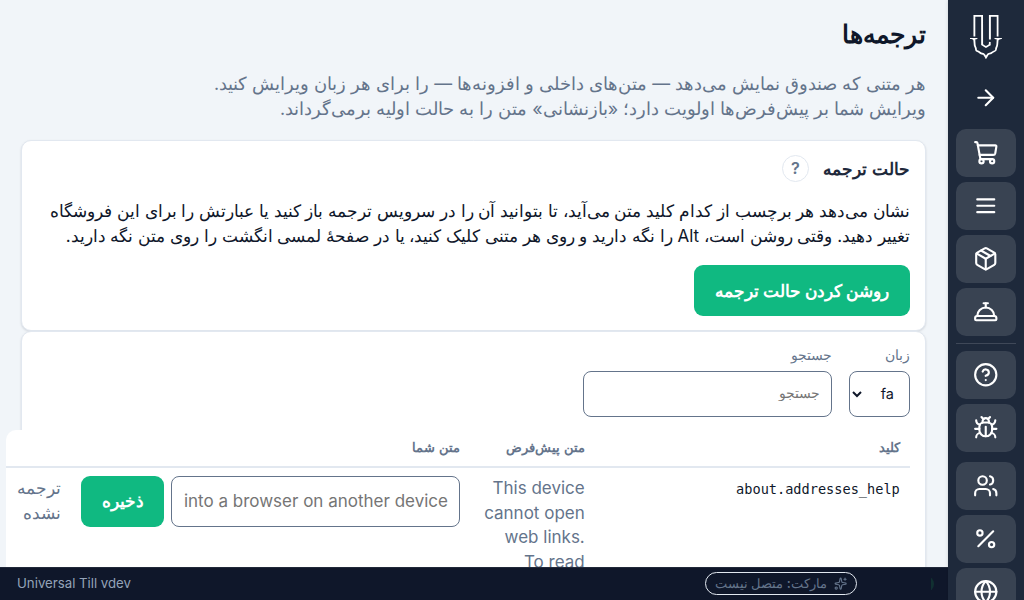 ترجمه‌ها
هر متنی که صندوق نمایش می‌دهد — متن‌های داخلی و افزونه‌ها — را برای هر زبان ویرایش کنید.
ویرایش شما بر پیش‌فرض‌ها اولویت دارد؛ «بازنشانی» متن را به حالت اولیه برمی‌گرداند.
حالت ترجمه ?
نشان می‌دهد هر برچسب از کدام کلید متن می‌آید، تا بتوانید آن را در سرویس ترجمه باز کنید یا عبارتش را برای این فروشگاه
تغییر دهید. وقتی روشن است، Alt را نگه دارید و روی هر متنی کلیک کنید، یا در صفحهٔ لمسی انگشت را روی متن نگه دارید.
روشن کردن حالت ترجمه
زبان جستجو
fa جستجو
کلید متن پیش‌فرض متن شما
about.addresses_help
This device
cannot open
web links.
To read
into a browser on another device
ذخیره
ترجمه
نشده
مارکت: متصل نیست
Universal Till vdev